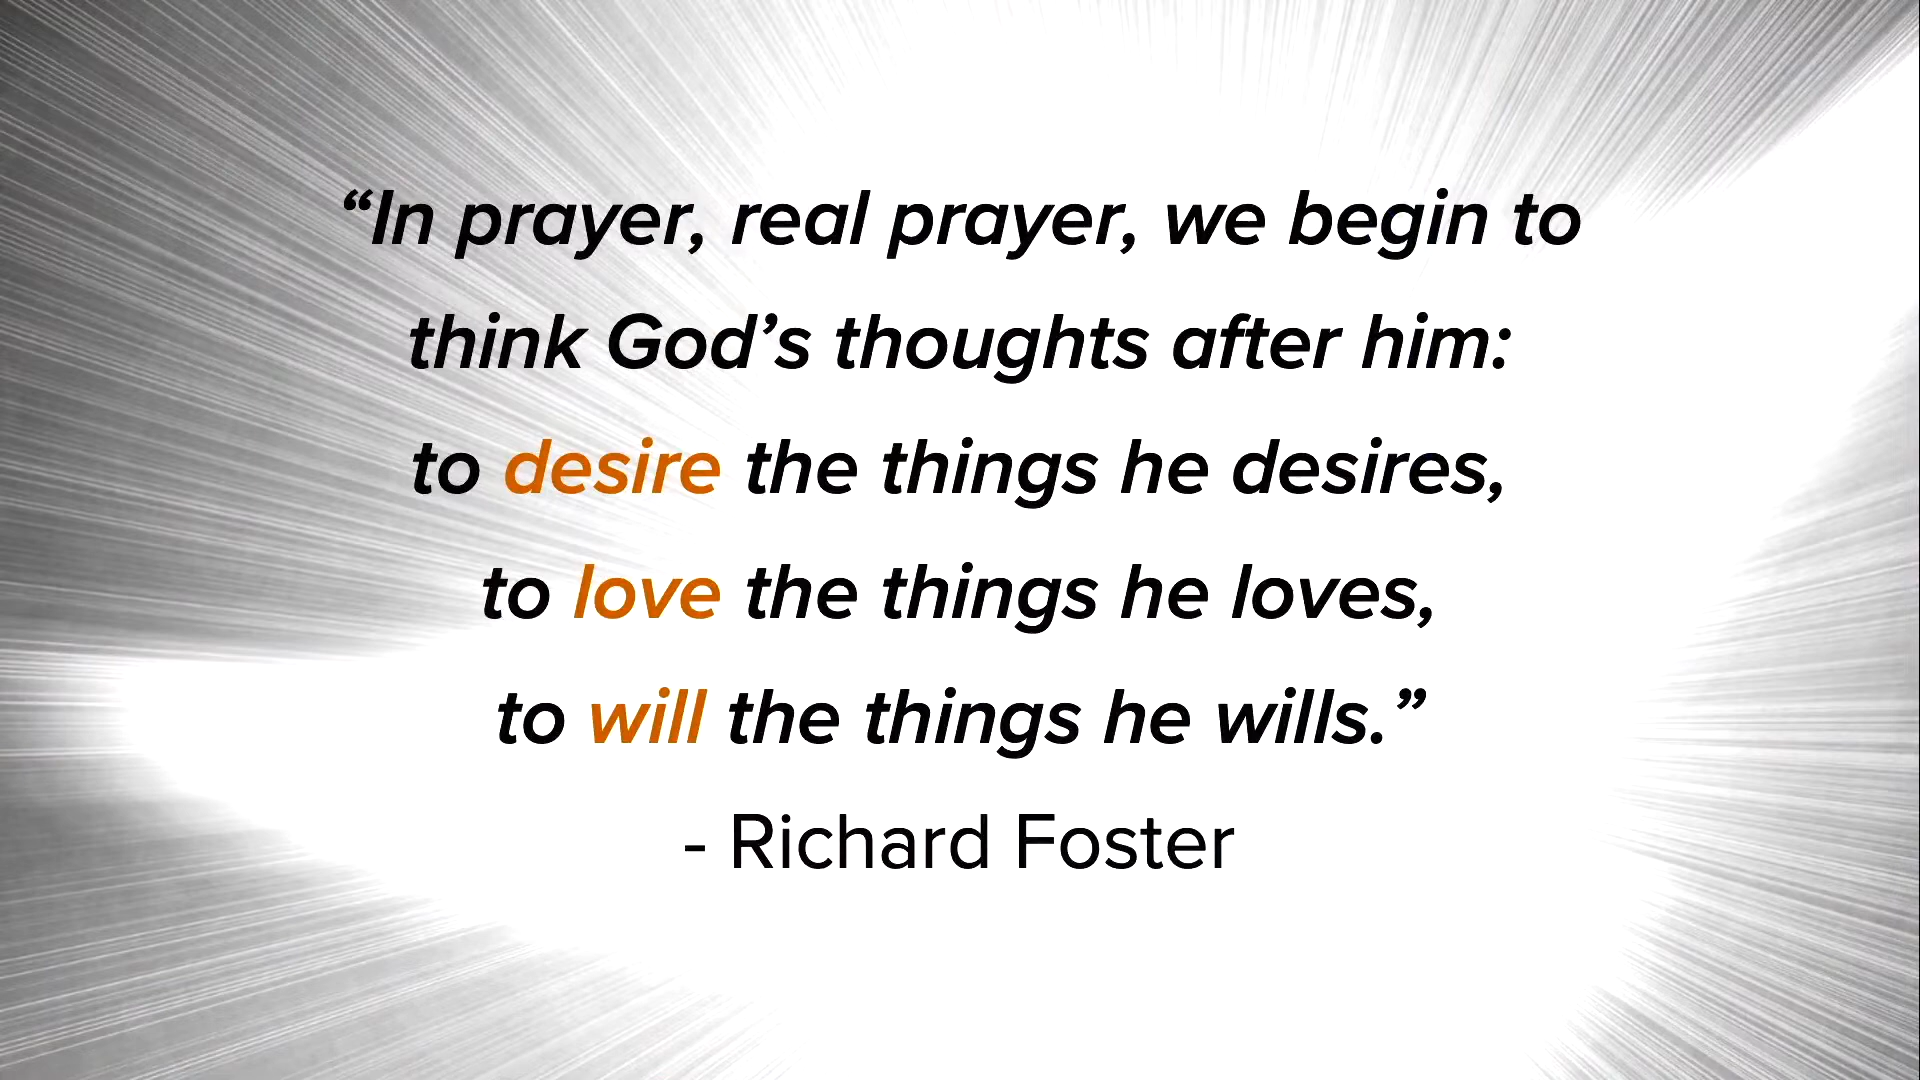 “In prayer, real prayer, we begin to
think God’s thoughts after him:
to desire the things he desires,
to love the things he loves,
to will the things he wills.”
- Richard Foster